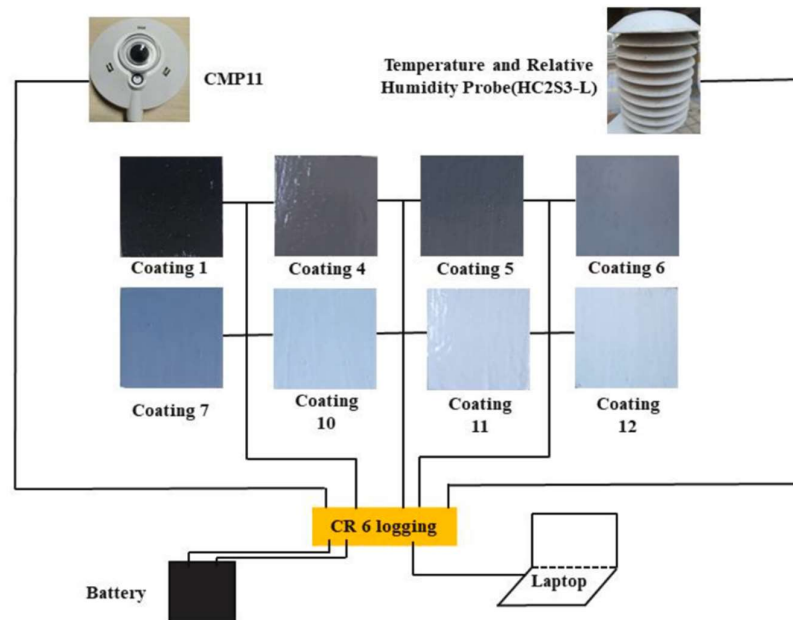 CMP11
Temperature and Relative
Humidity Probe(HC2S3-L)
Coating 1
Coating 4
Coating 5
Coating 6
Coating 7
Coating
10
Coating
11
Coating
12
CR 6 logging
Battery
Laptop